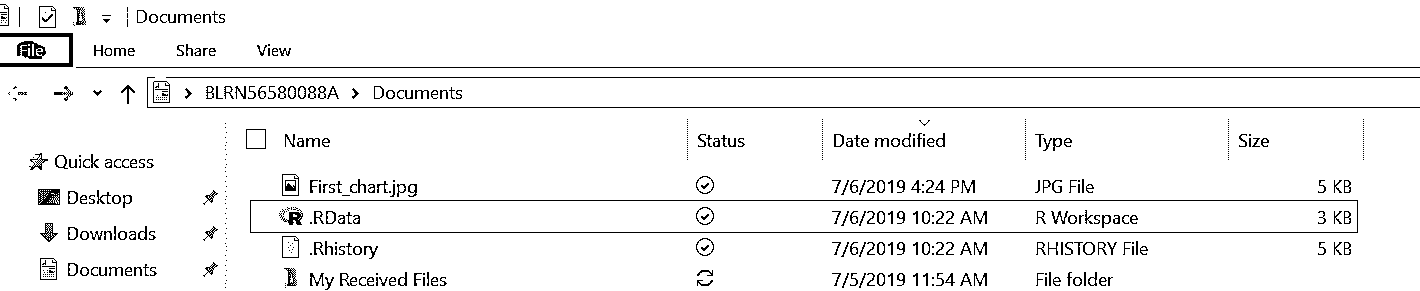 Documents
File Home Share View
BLRN56580088A Documents
Name Status Date modified Type Size
Quick access
First_chart.jpg 7/6/2019 4:24 PM JPG File 5 KB
Desktop
.RData 7/6/2019 10:22 AM R Workspace 3 KB
Downloads
.Rhistory 7/6/2019 10:22 AM RHISTORY File 5 KB
Documents
My Received Files 7/5/2019 11:54 AM File folder